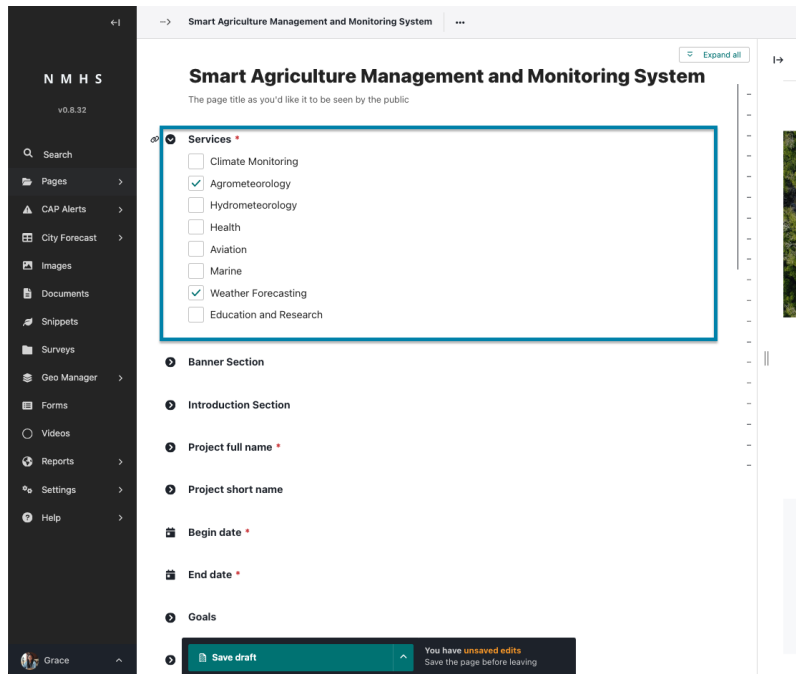 Smart Agriculture Management and Monitoring System
Expand all
N M H S
v0.8.32
Search
Pages
CAP Alerts
City Forecast
Images
Documents
Snippets
Surveys
Geo Manager
Forms
Videos
Reports
Settings
Help
Grace
Smart Agriculture Management and Monitoring System
The page title as you'd like it to be seen by the public
Services *
Climate Monitoring
Agrometeorology
Hydrometeorology
Health
Aviation
Marine
Weather Forecasting
Education and Research
Banner Section
Introduction Section
Project full name *
Project short name
Begin date *
End date *
Goals
Save draft
You have unsaved edits
Save the page before leaving